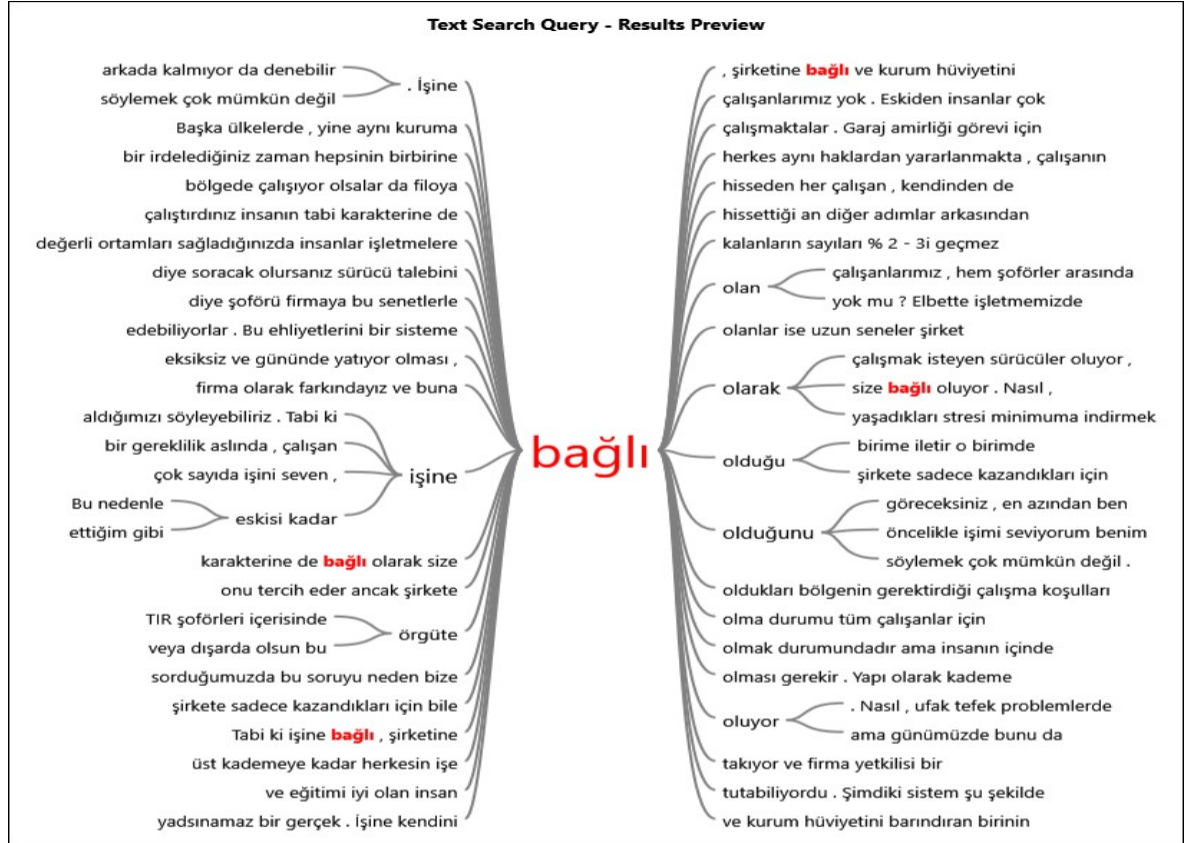 Text Search Query - Results Preview
arkada kalmıyor da denebilir
söylemek çok mümkün değil
. İşine
Başka ülkelerde , yine aynı kuruma
bir irdelediğiniz zaman hepsinin birbirine
bölgede çalışıyor olsalar da filoya
çalıştırdınız insanın tabi karakterine de
değerli ortamları sağladığınızda insanlar işletmelere
diye soracak olursanız sürücü talebini
diye şoförü firmaya bu senetlerle
edebiliyorlar . Bu ehliyetlerini bir sisteme
eksiksiz ve gününde yatıyor olması ,
firma olarak farkındayız ve buna
aldığımızı söyleyebiliriz . Tabi ki
bir gereklilik aslında , çalışan
çok sayıda işini seven ,
Bu nedenle
ettiğim gibi
eskisi kadar
işine
karakterine de bağlı olarak size
onu tercih eder ancak şirkete
TIR şoförleri içerisinde
veya dışarda olsun bu
örgüte
sorduğumuzda bu soruyu neden bize
şirkete sadece kazandıkları için bile
Tabi ki işine bağlı , şirketine
üst kademeye kadar herkesin işe
ve eğitimi iyi olan insan
yadsınamaz bir gerçek . İşine kendini
bağlı
, şirketine bağlı ve kurum hüviyetini
çalışanlarımız yok . Eskiden insanlar çok
çalışmaktalar . Garaj amirliği görevi için
herkes aynı haklardan yararlanmakta , çalışanın
hisseden her çalışan , kendinden de
hissettiği an diğer adımlar arkasından
kalanların sayıları % 2 - 3i geçmez
olan
çalışanlarımız , hem şoförler arasında
yok mu ? Elbette işletmemizde
olanlar ise uzun seneler şirket
olarak
çalışmak isteyen sürücüler oluyor ,
size bağlı oluyor . Nasıl ,
yaşadıkları stresi minimuma indirmek
olduğu
birime iletir o birimde
şirkete sadece kazandıkları için
olduğunu
göreceksiniz , en azından ben
öncelikle işimi seviyorum benim
söylemek çok mümkün değil .
oldukları bölgenin gerektirdiği çalışma koşulları
olma durumu tüm çalışanlar için
olmak durumundadır ama insanın içinde
olması gerekir . Yapı olarak kademe
oluyor
. Nasıl , ufak tefek problemlerde
ama günümüzde bunu da
takıyor ve firma yetkilisi bir
tutabiliyordu . Şimdiki sistem şu şekilde
ve kurum hüviyetini barındıran birinin